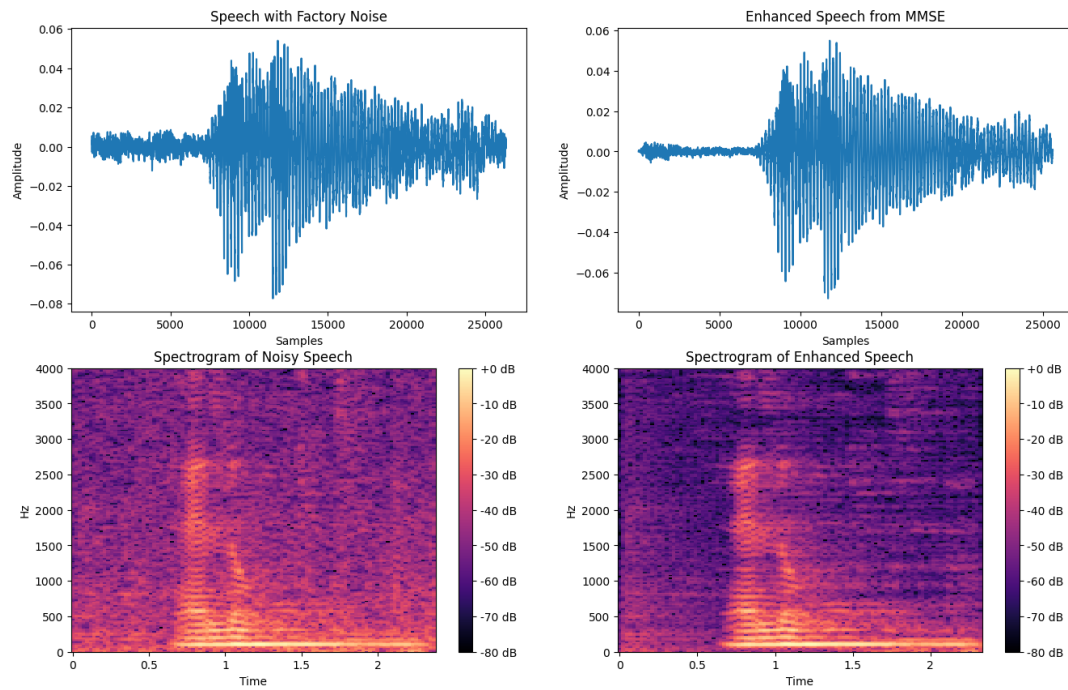 Speech with Factory Noise
0.06
0.04
0.02
0.00
−0.02
−0.04
−0.06
−0.08
Amplitude
0 5000 10000 15000 20000 25000
Samples
Enhanced Speech from MMSE
0.06
0.04
0.02
0.00
−0.02
−0.04
−0.06
Amplitude
0 5000 10000 15000 20000 25000
Samples
Spectrogram of Noisy Speech
4000
3500
3000
2500
2000
1500
1000
500
0
Hz
0 0.5 1 1.5 2
Time
+0 dB
-10 dB
-20 dB
-30 dB
-40 dB
-50 dB
-60 dB
-70 dB
-80 dB
Spectrogram of Enhanced Speech
4000
3500
3000
2500
2000
1500
1000
500
0
Hz
0 0.5 1 1.5 2
Time
+0 dB
-10 dB
-20 dB
-30 dB
-40 dB
-50 dB
-60 dB
-70 dB
-80 dB